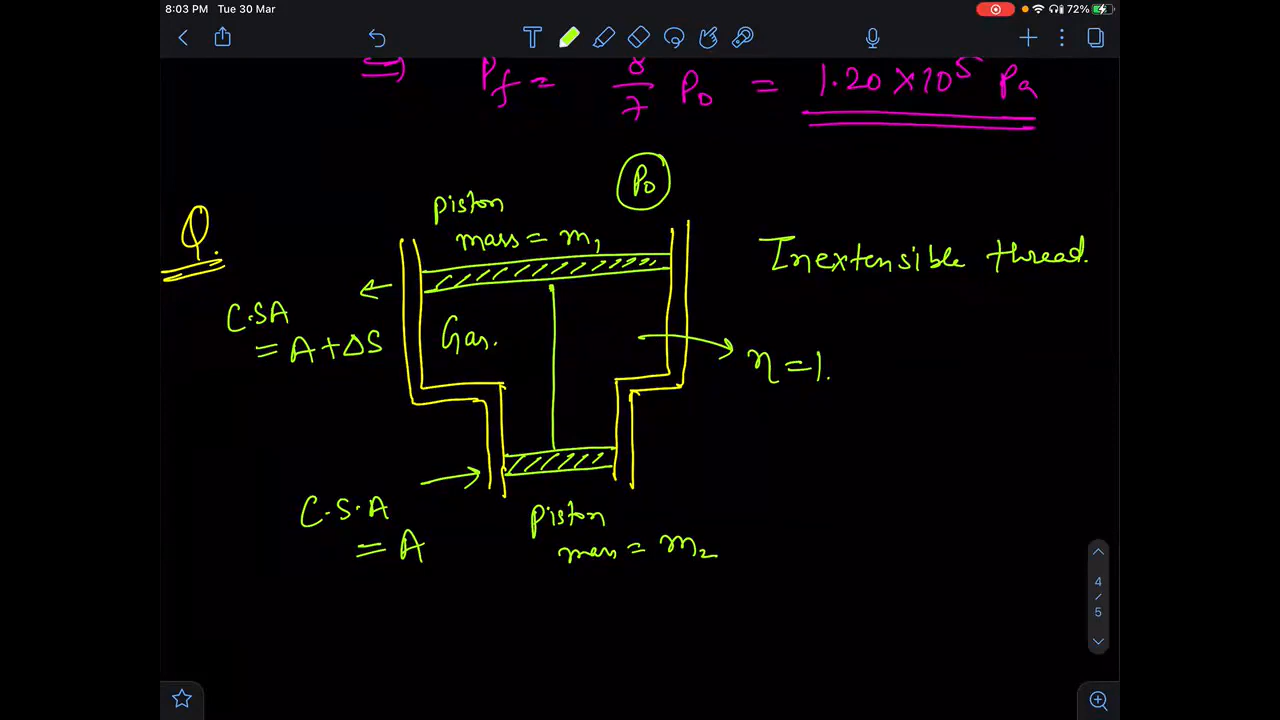 8:03 PM Tue 30 Mar
72%
T
Pf = 8/7 P0 = 1.20 × 10^5 Pa
P0
Q.
piston
mass = m1
Inextensible thread.
C.SA
= A + ΔS
Gas.
η = 1.
C.S.A
= A
piston
mass = m2
4
/
5